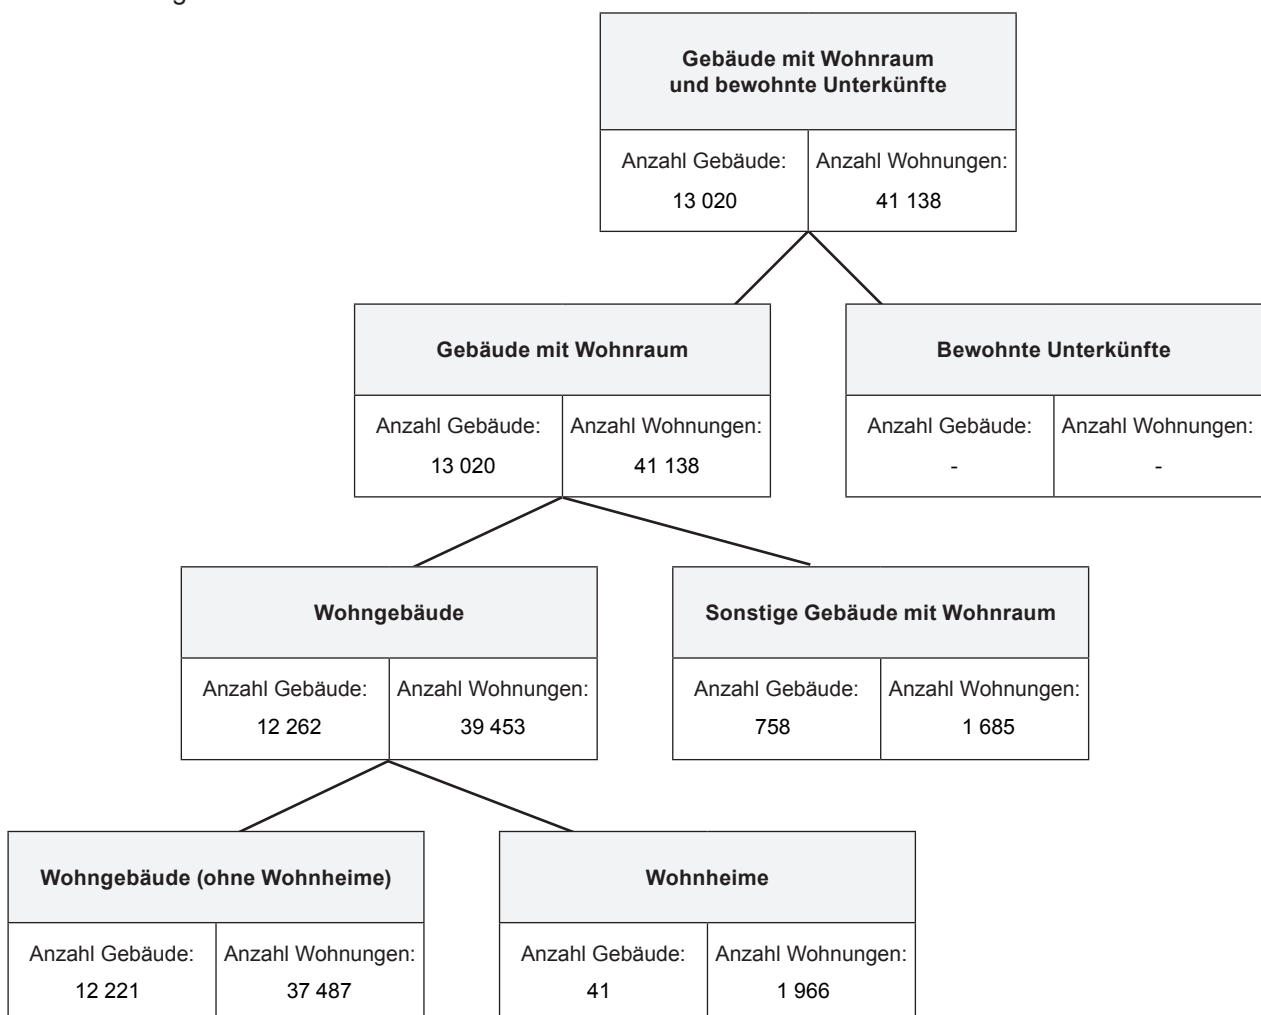 Gebäude mit Wohnraum
und bewohnte Unterkünfte
Anzahl Gebäude: Anzahl Wohnungen:
13 020 41 138
Gebäude mit Wohnraum Bewohnte Unterkünfte
Anzahl Gebäude: Anzahl Wohnungen: Anzahl Gebäude: Anzahl Wohnungen:
13 020 41 138 - -
Wohngebäude Sonstige Gebäude mit Wohnraum
Anzahl Gebäude: Anzahl Wohnungen: Anzahl Gebäude: Anzahl Wohnungen:
12 262 39 453 758 1 685
Wohngebäude (ohne Wohnheime) Wohnheime
Anzahl Gebäude: Anzahl Wohnungen: Anzahl Gebäude: Anzahl Wohnungen:
12 221 37 487 41 1 966